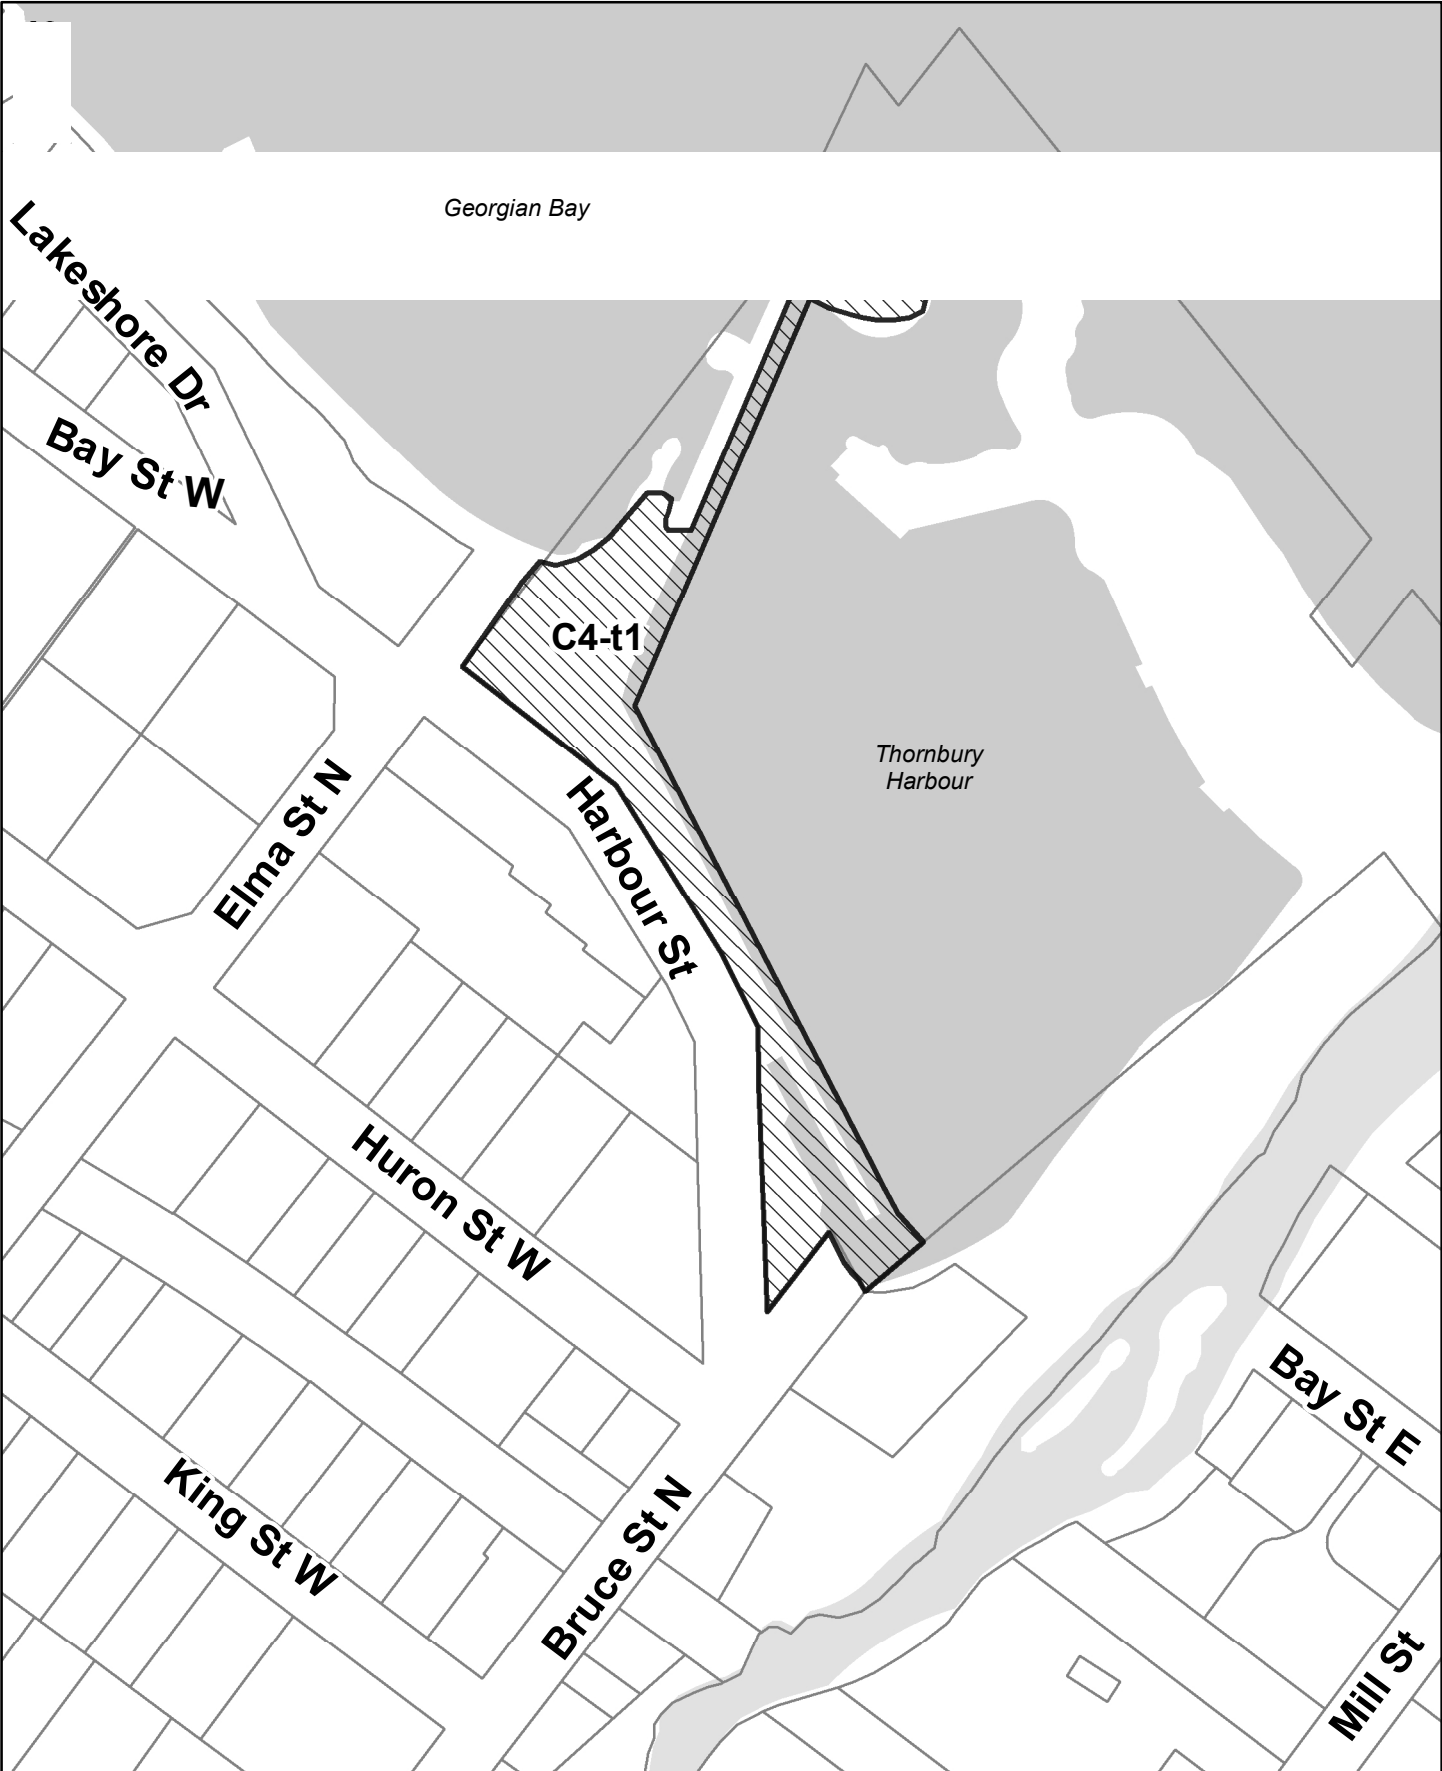 Georgian Bay
Lakeshore Dr
Bay St W
C4-t1
Thornbury
Harbour
Elma St N
Harbour St
Huron St W
Bay St E
King St W
Bruce St N
Mill St